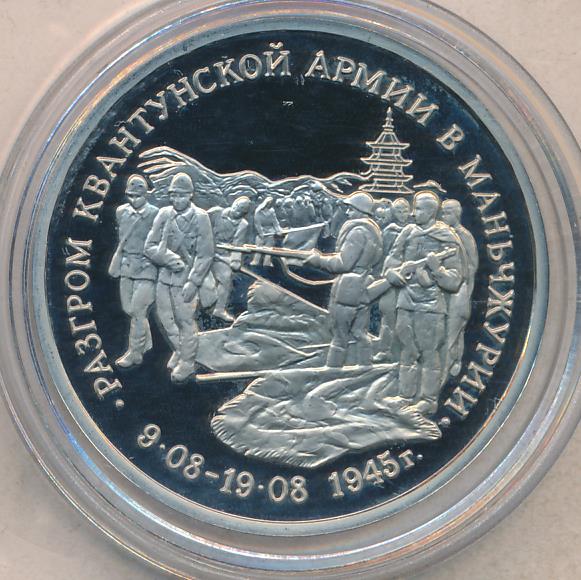 · РАЗГРОМ КВАНТУНСКОЙ АРМИИ В МАНЬЧЖУРИИ ·
9·08-19·08 1945г.